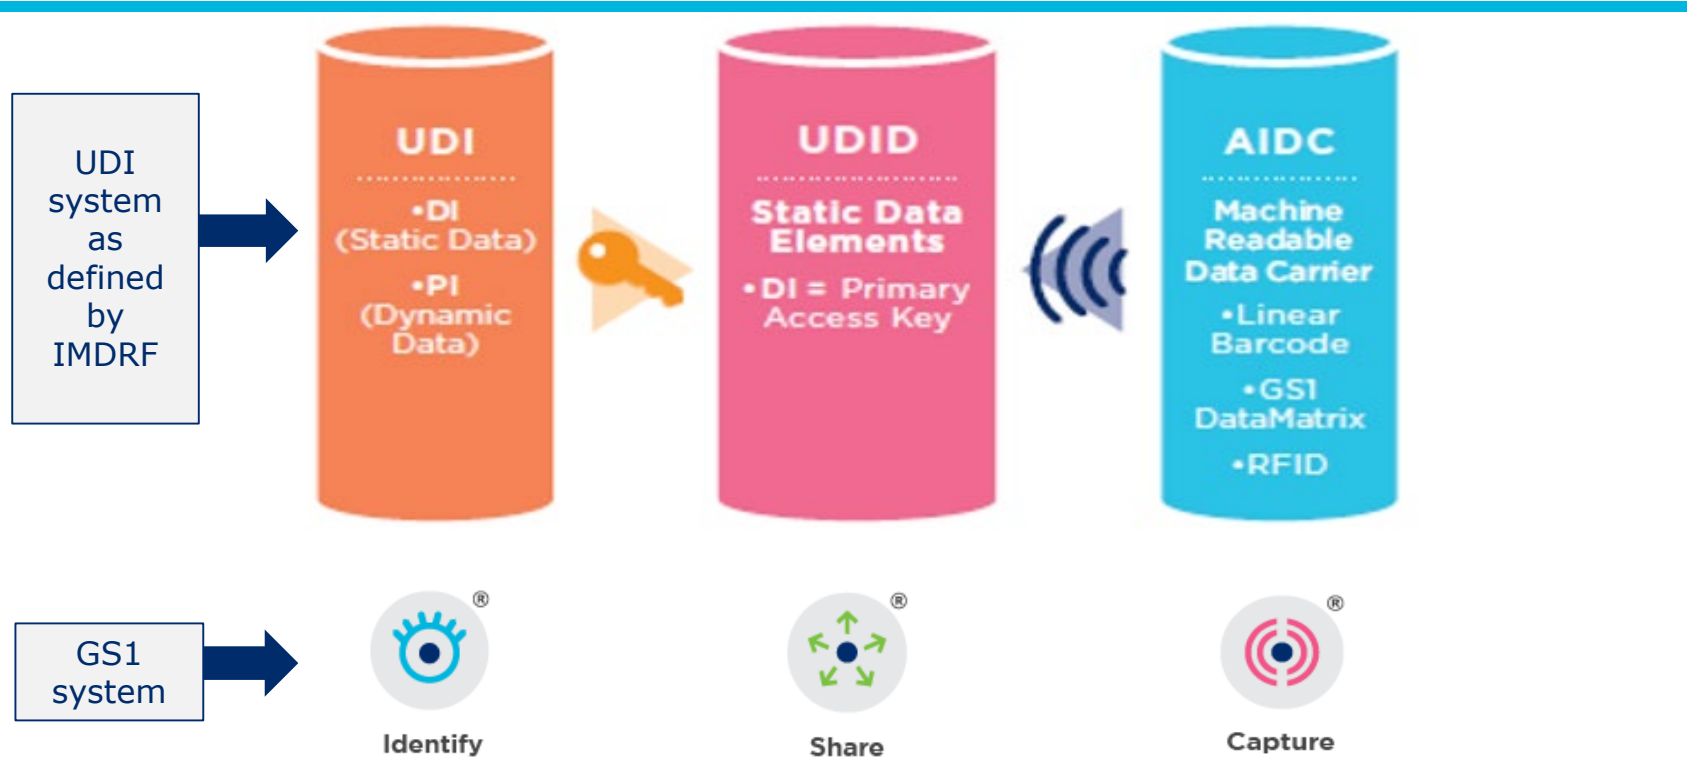 UDI
system
as
defined
by
IMDRF
UDI
•DI
(Static Data)
•PI
(Dynamic
Data)
UDID
Static Data
Elements
•DI = Primary
Access Key
AIDC
Machine
Readable
Data Carrier
•Linear
Barcode
•GS1
DataMatrix
•RFID
GS1
system
®
Identify
®
Share
®
Capture